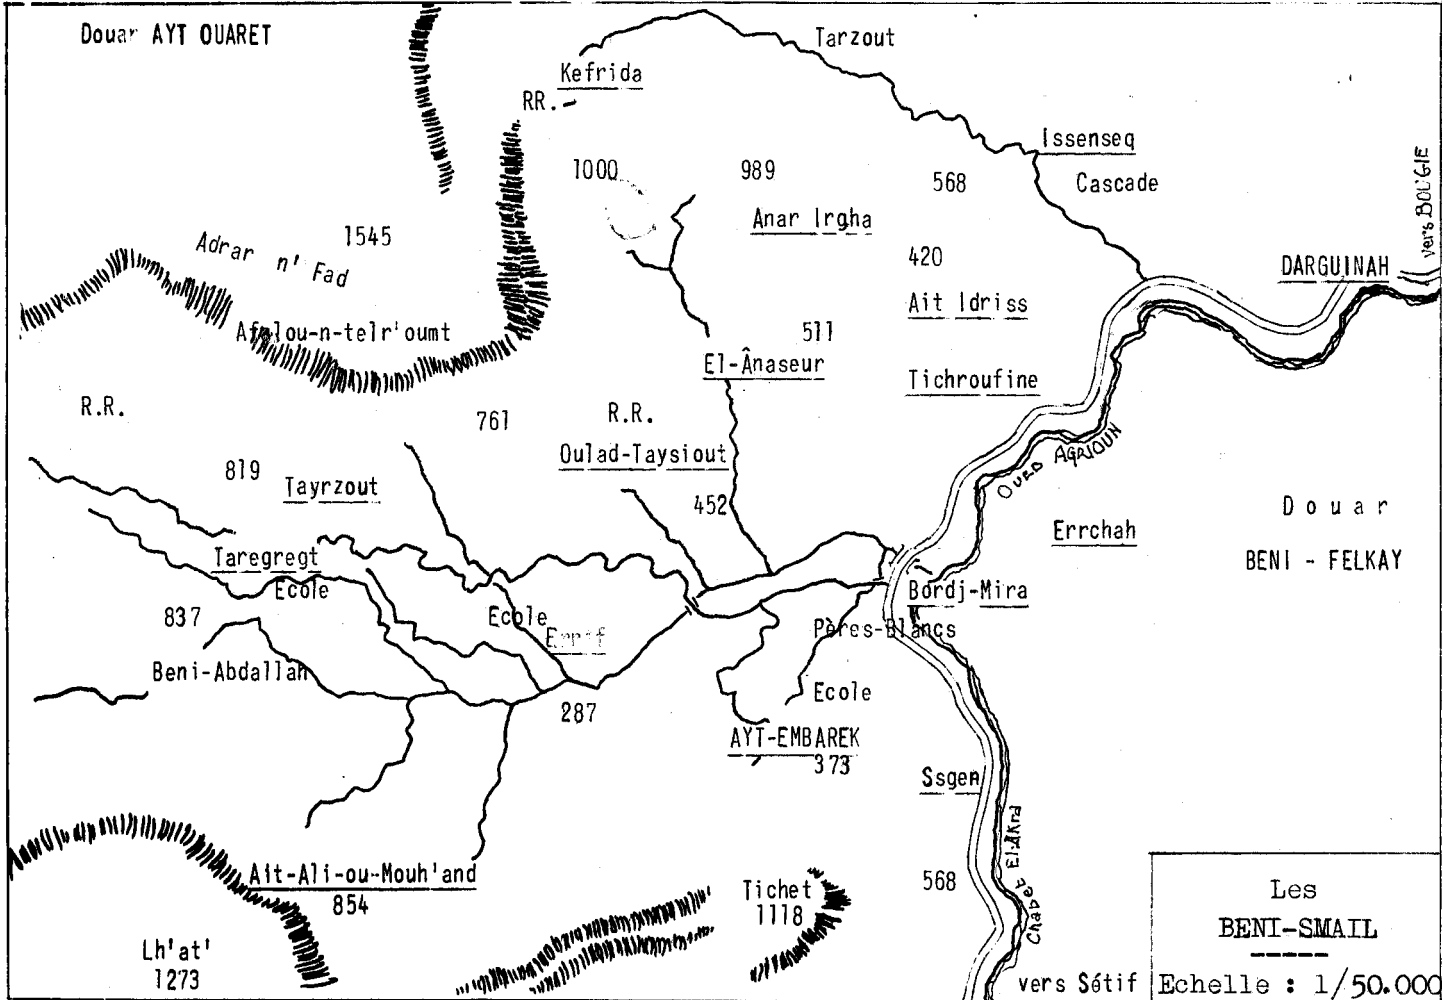 Douar AYT OUARET
Tarzout
Kefrida
RR.
Issenseq
1000
989
568
Cascade
vers BOUGIE
Anar Irgha
1545
Adrar n' Fad
420
DARGUINAH
Ait Idriss
Afalou-n-telr'oumt
511
El-Ânaseur
Tichroufine
R.R.
761
R.R.
Oulad-Taysiout
OUED AGRIOUN
819
Tayrzout
452
Douar
Errchah
BENI - FELKAY
Taregregt
Ecole
Bordj-Mira
837
Ecole
Pères-Blancs
Errif
Beni-Abdallah
Ecole
287
AYT-EMBAREK
373
Ssgen
Chabet El-Akra
Ait-Ali-ou-Mouh'and
854
Tichet
1118
568
Les
BENI-SMAIL
Lh'at'
1273
vers Sétif
Echelle : 1/50.000